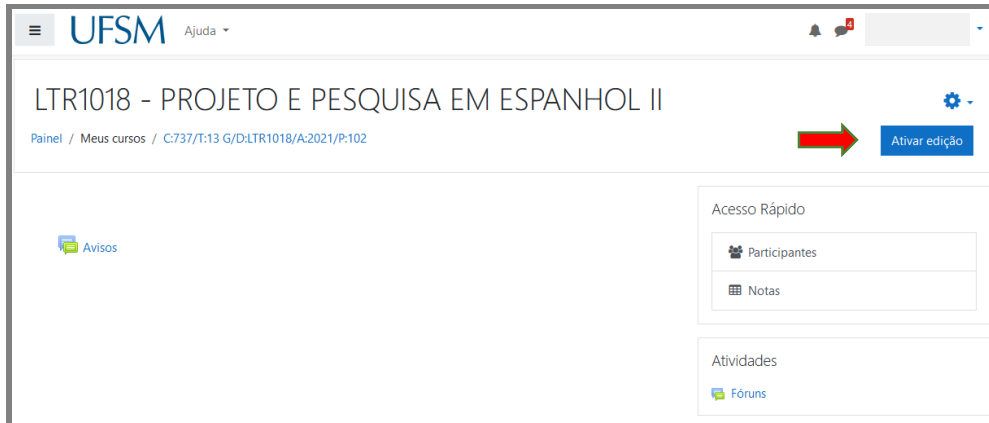 UFSM Ajuda
4
LTR1018 - PROJETO E PESQUISA EM ESPANHOL II
Painel / Meus cursos / C:737/T:13 G/D:LTR1018/A:2021/P:102
Ativar edição
Avisos
Acesso Rápido
Participantes
Notas
Atividades
Fóruns